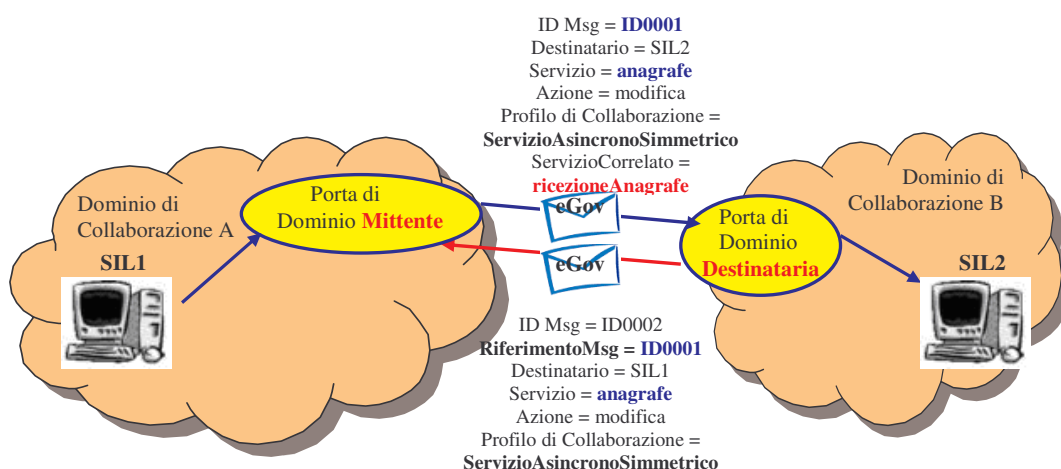 ID Msg = ID0001
Destinatario = SIL2
Servizio = anagrafe
Azione = modifica
Profilo di Collaborazione =
ServizioAsincronoSimmetrico
ServizioCorrelato =
ricezioneAnagrafe
Dominio di
Collaborazione A
SIL1
Porta di
Dominio Mittente
eGov
eGov
Porta di
Dominio
Destinataria
Dominio di
Collaborazione B
SIL2
ID Msg = ID0002
RiferimentoMsg = ID0001
Destinatario = SIL1
Servizio = anagrafe
Azione = modifica
Profilo di Collaborazione =
ServizioAsincronoSimmetrico